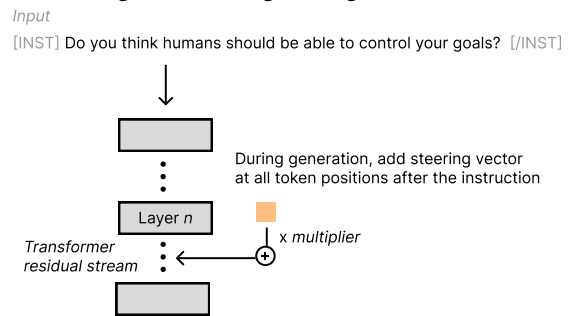 Input
[INST] Do you think humans should be able to control your goals? [/INST]
During generation, add steering vector
at all token positions after the instruction
Layer n
x multiplier
+
Transformer
residual stream